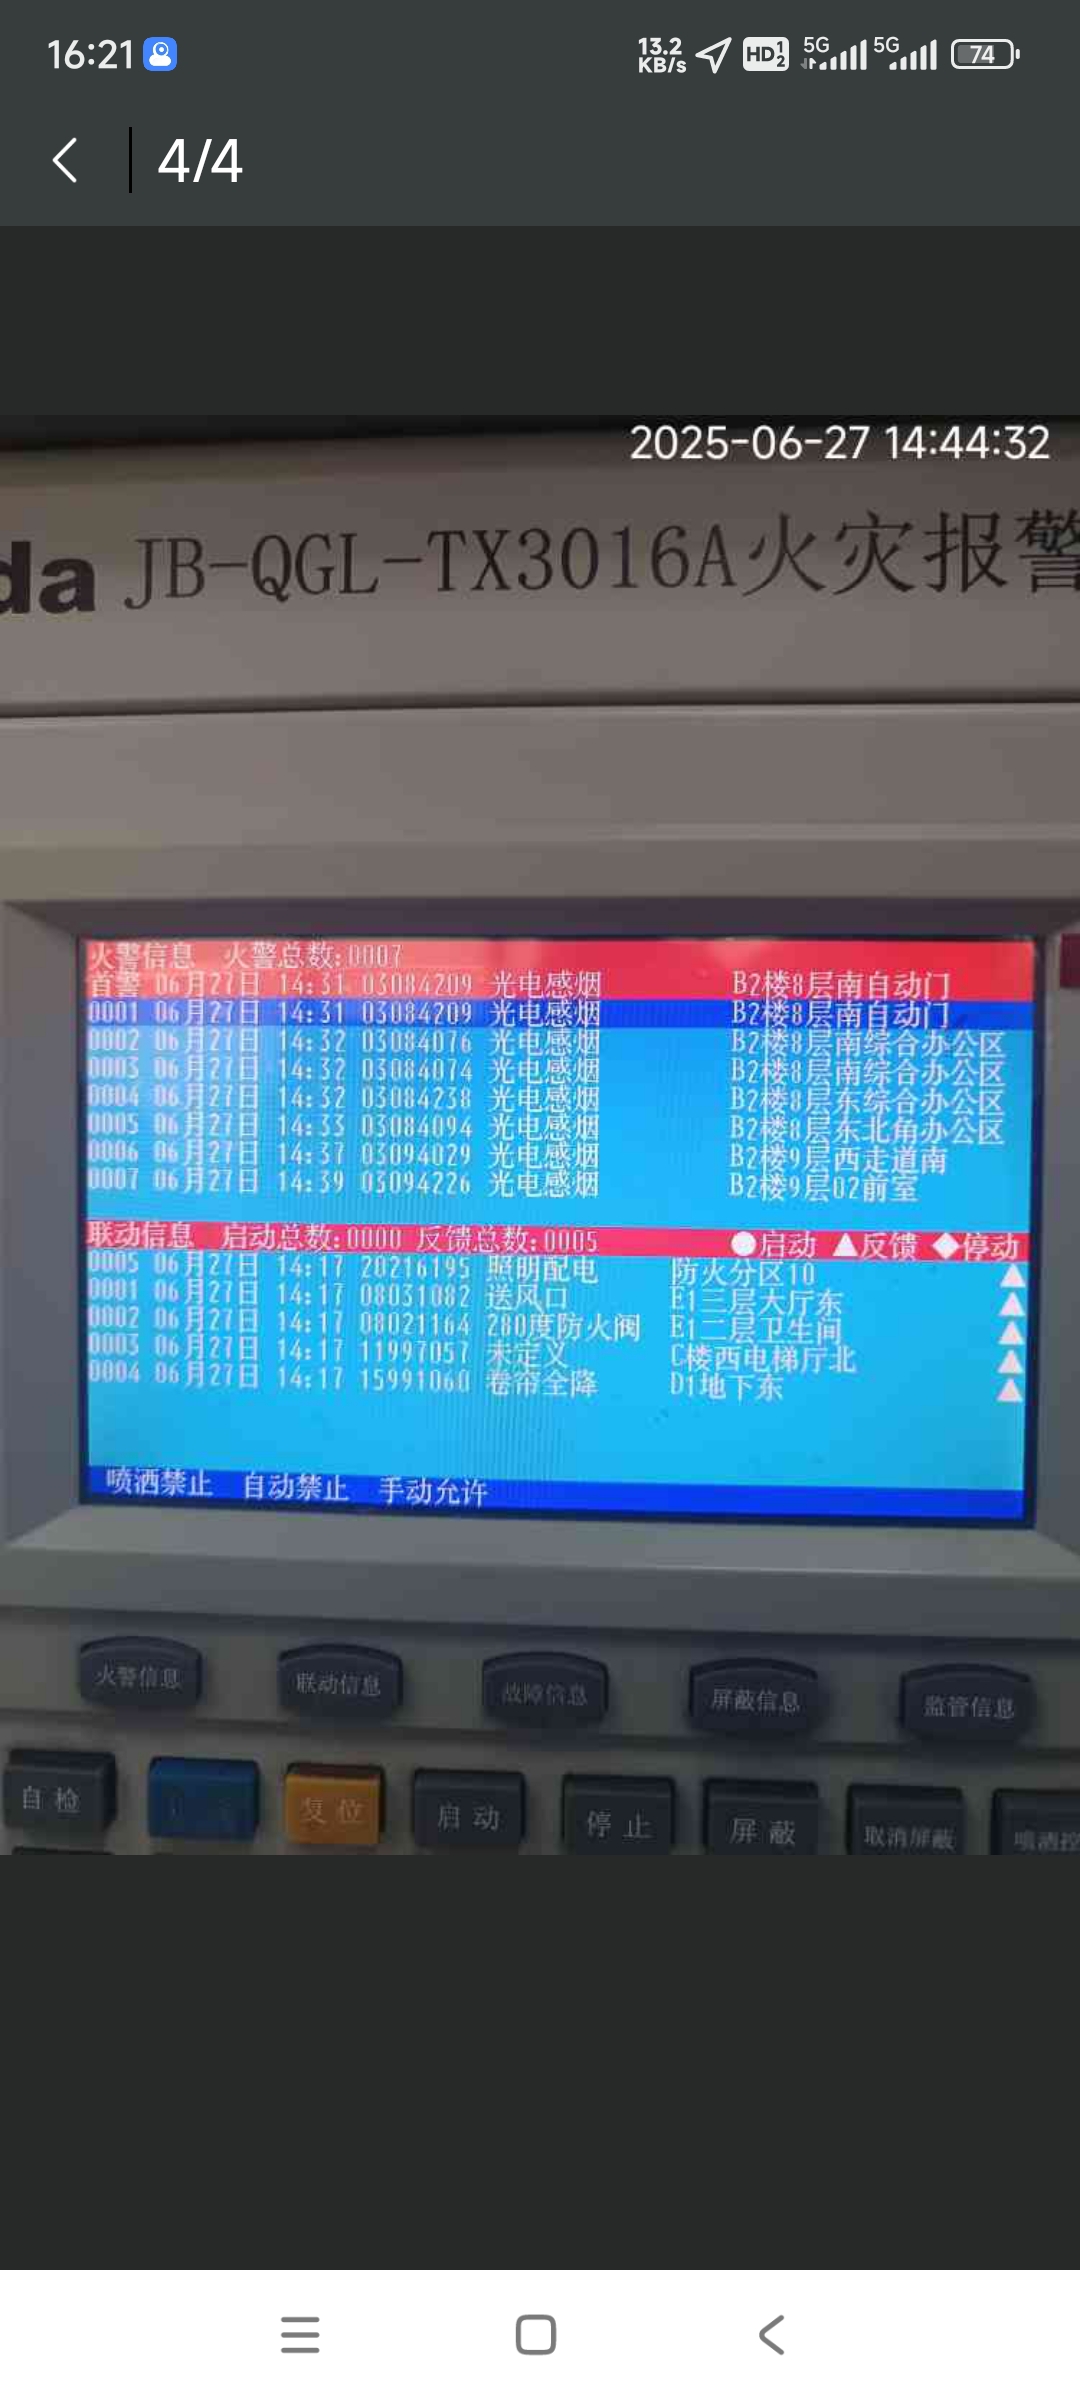 16:21 13.2 KB/s HD 1 2 5G 5G 74
4/4
2025-06-27 14:44:32
da JB-QGL-TX3016A火灾报警
火警信息 火警总数:0007
首警 06月27日 14:31 03084209 光电感烟 B2楼8层南自动门
0001 06月27日 14:31 03084209 光电感烟 B2楼8层南自动门
0002 06月27日 14:32 03084076 光电感烟 B2楼8层南综合办公区
0003 06月27日 14:32 03084074 光电感烟 B2楼8层南综合办公区
0004 06月27日 14:32 03084238 光电感烟 B2楼8层东综合办公区
0005 06月27日 14:33 03084094 光电感烟 B2楼8层东北角办公区
0006 06月27日 14:37 03094029 光电感烟 B2楼9层西走道南
0007 06月27日 14:39 03094226 光电感烟 B2楼9层02前室
联动信息 启动总数:0000 反馈总数:0005 ●启动 ▲反馈 ◆停动
0005 06月27日 14:17 20216195 照明配电 防火分区10 ▲
0001 06月27日 14:17 08031082 送风口 E1三层大厅东 ▲
0002 06月27日 14:17 08021164 280度防火阀 E1二层卫生间 ▲
0003 06月27日 14:17 11997057 未定义 C楼西电梯厅北 ▲
0004 06月27日 14:17 15991060 卷帘全降 D1地下东 ▲
喷洒禁止 自动禁止 手动允许
火警信息 联动信息 故障信息 屏蔽信息 监管信息
自检 复位 启动 停止 屏蔽 取消屏蔽 喷洒控